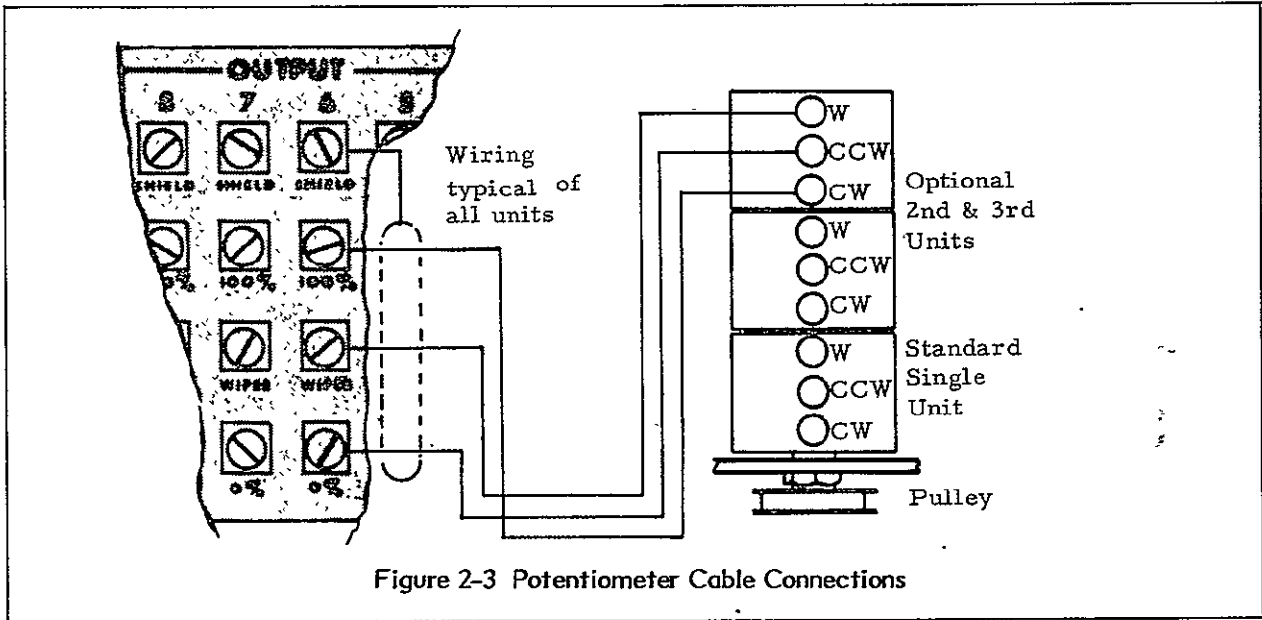 OUTPUT
8 7 6 5
SHIELD SHIELD SHIELD
0% 100% 100%
WIPER WIPER
0% 0%
Wiring
typical of
all units
W
CCW
CW
Optional
2nd & 3rd
Units
W
CCW
CW
W
CCW
CW
Standard
Single
Unit
Pulley
Figure 2-3 Potentiometer Cable Connections